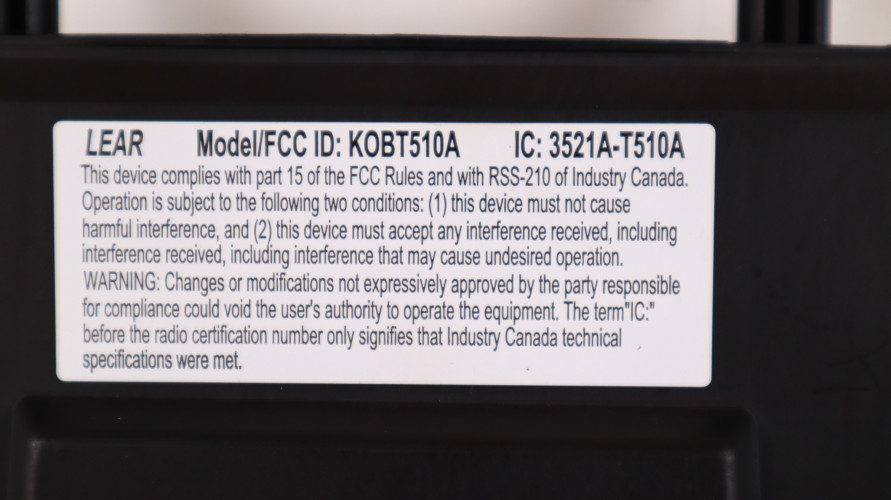 LEAR Model/FCC ID: KOBT510A IC: 3521A-T510A
This device complies with part 15 of the FCC Rules and with RSS-210 of Industry Canada.
Operation is subject to the following two conditions: (1) this device must not cause
harmful interference, and (2) this device must accept any interference received, including
interference received, including interference that may cause undesired operation.
WARNING: Changes or modifications not expressively approved by the party responsible
for compliance could void the user's authority to operate the equipment. The term"IC:"
before the radio certification number only signifies that Industry Canada technical
specifications were met.